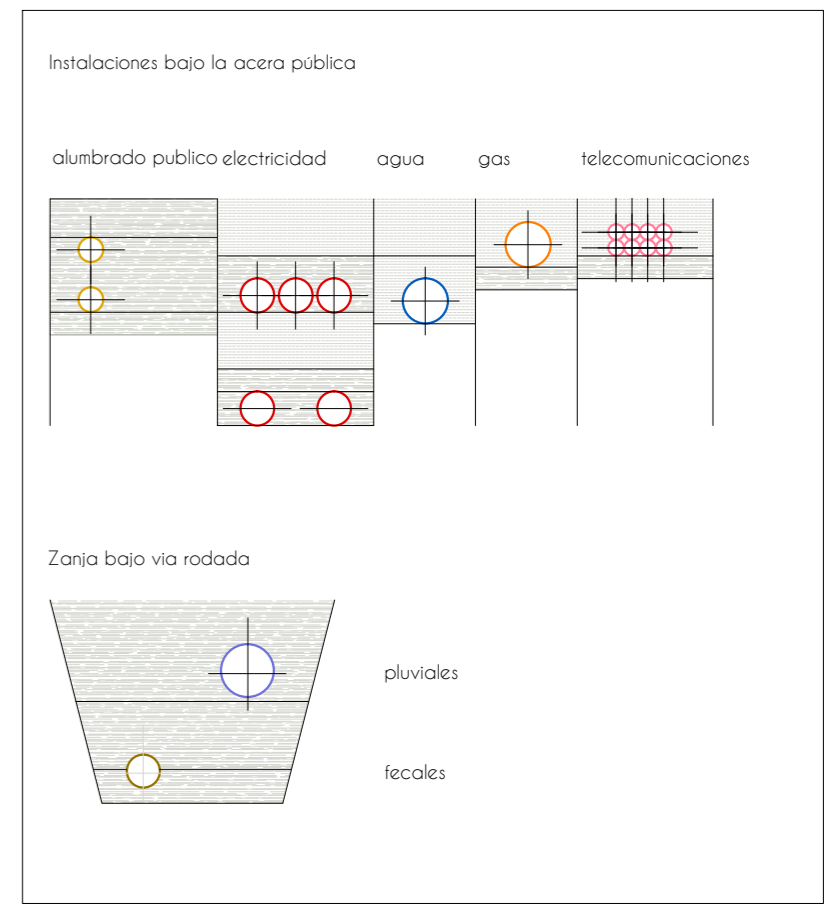 Instalaciones bajo la acera pública
alumbrado publico electricidad agua gas telecomunicaciones
Zanja bajo via rodada
pluviales
fecales